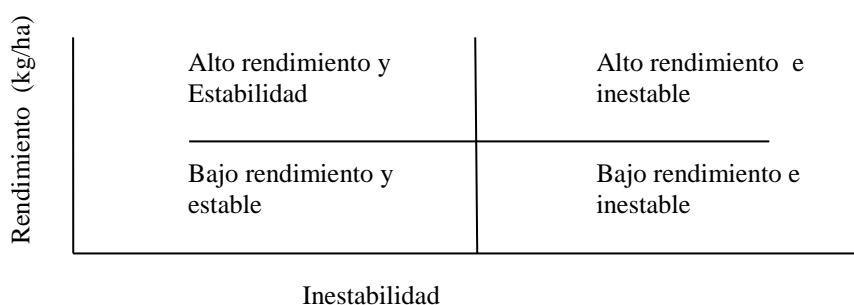 Rendimiento (kg/ha)
Alto rendimiento y
Estabilidad
Alto rendimiento e
inestable
Bajo rendimiento y
estable
Bajo rendimiento e
inestable
Inestabilidad